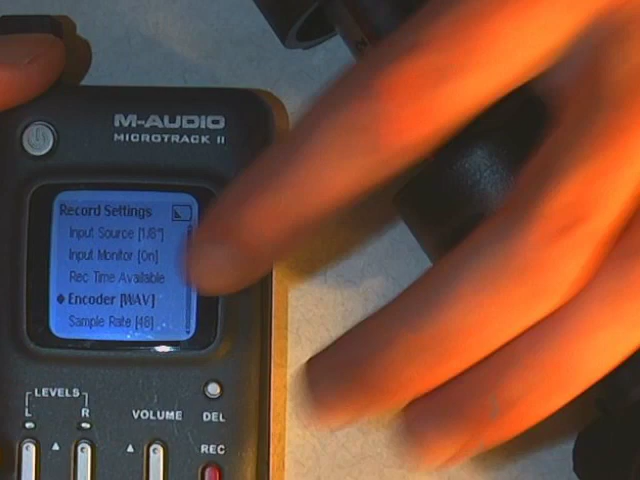 M-AUDIO
MICROTRACK II
Record Settings
Input Source [1/8"]
Input Monitor [On]
Rec Time Available
Encoder [WAV]
Sample Rate [48]
LEVELS
L R
VOLUME DEL
REC